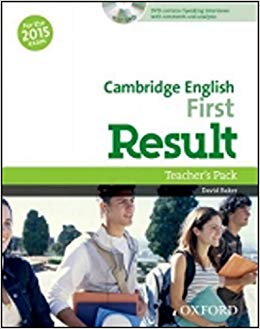 For the
2015
exam
DVD contains Speaking interviews
with comments and analysis
Cambridge English
First
Result
Teacher's Pack
David Baker
OXFORD